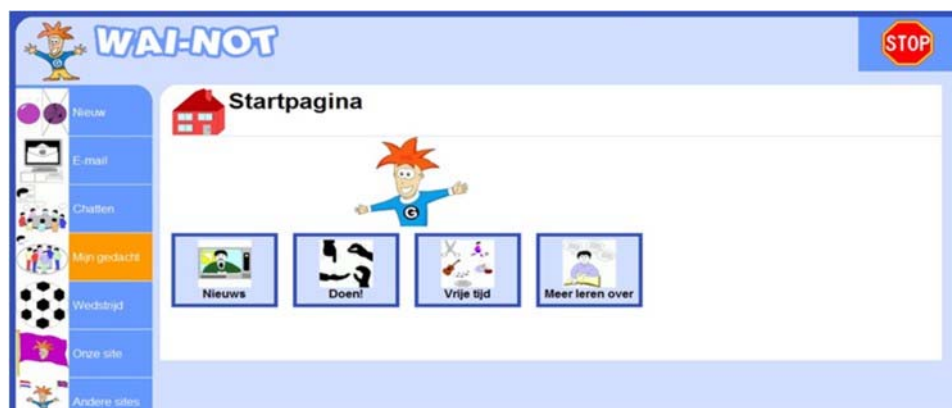 WAI-NOT
STOP
Nieuw
E-mail
Chatten
Mijn gedacht
Wedstrijd
Onze site
Andere sites
Startpagina
G
Nieuws
Doen!
Vrije tijd
Meer leren over